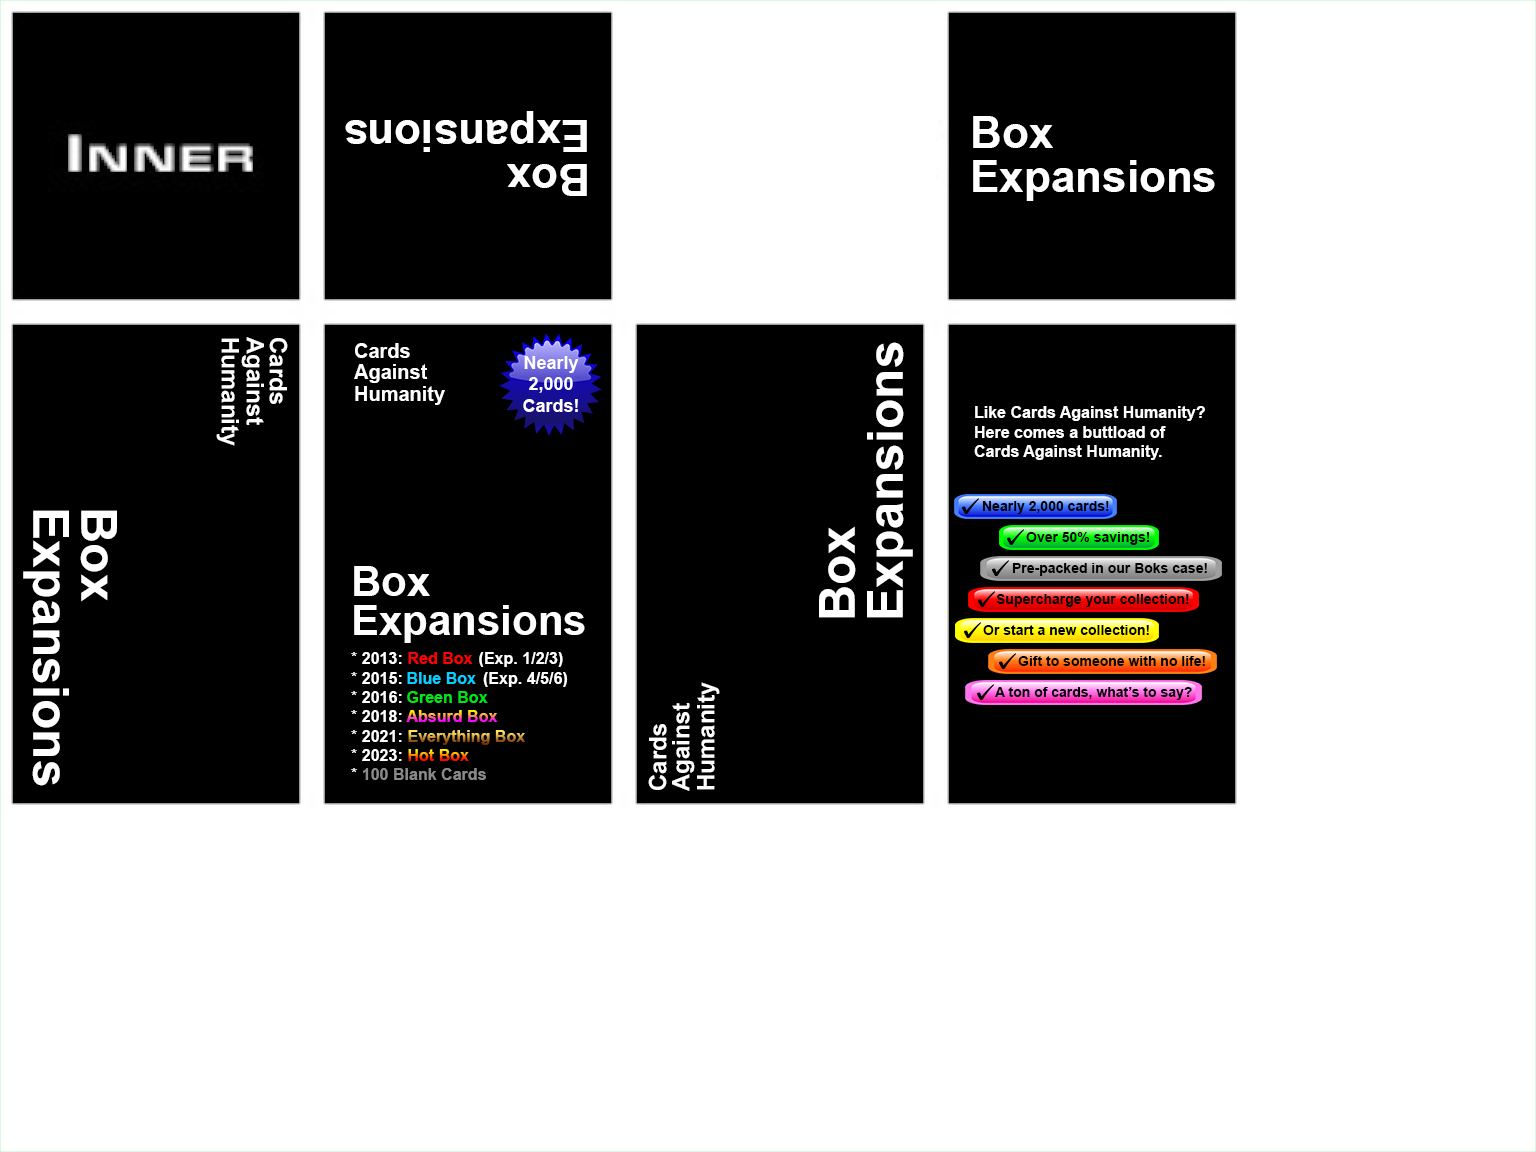 INNER
Box
Expansions
Box
Expansions
Cards
Against
Humanity
Box
Expansions
Cards
Against
Humanity
Nearly
2,000
Cards!
Box
Expansions
* 2013: Red Box (Exp. 1/2/3)
* 2015: Blue Box (Exp. 4/5/6)
* 2016: Green Box
* 2018: Absurd Box
* 2021: Everything Box
* 2023: Hot Box
* 100 Blank Cards
Box
Expansions
Cards
Against
Humanity
Like Cards Against Humanity?
Here comes a buttload of
Cards Against Humanity.
✓ Nearly 2,000 cards!
✓ Over 50% savings!
✓ Pre-packed in our Boks case!
✓ Supercharge your collection!
✓ Or start a new collection!
✓ Gift to someone with no life!
✓ A ton of cards, what's to say?